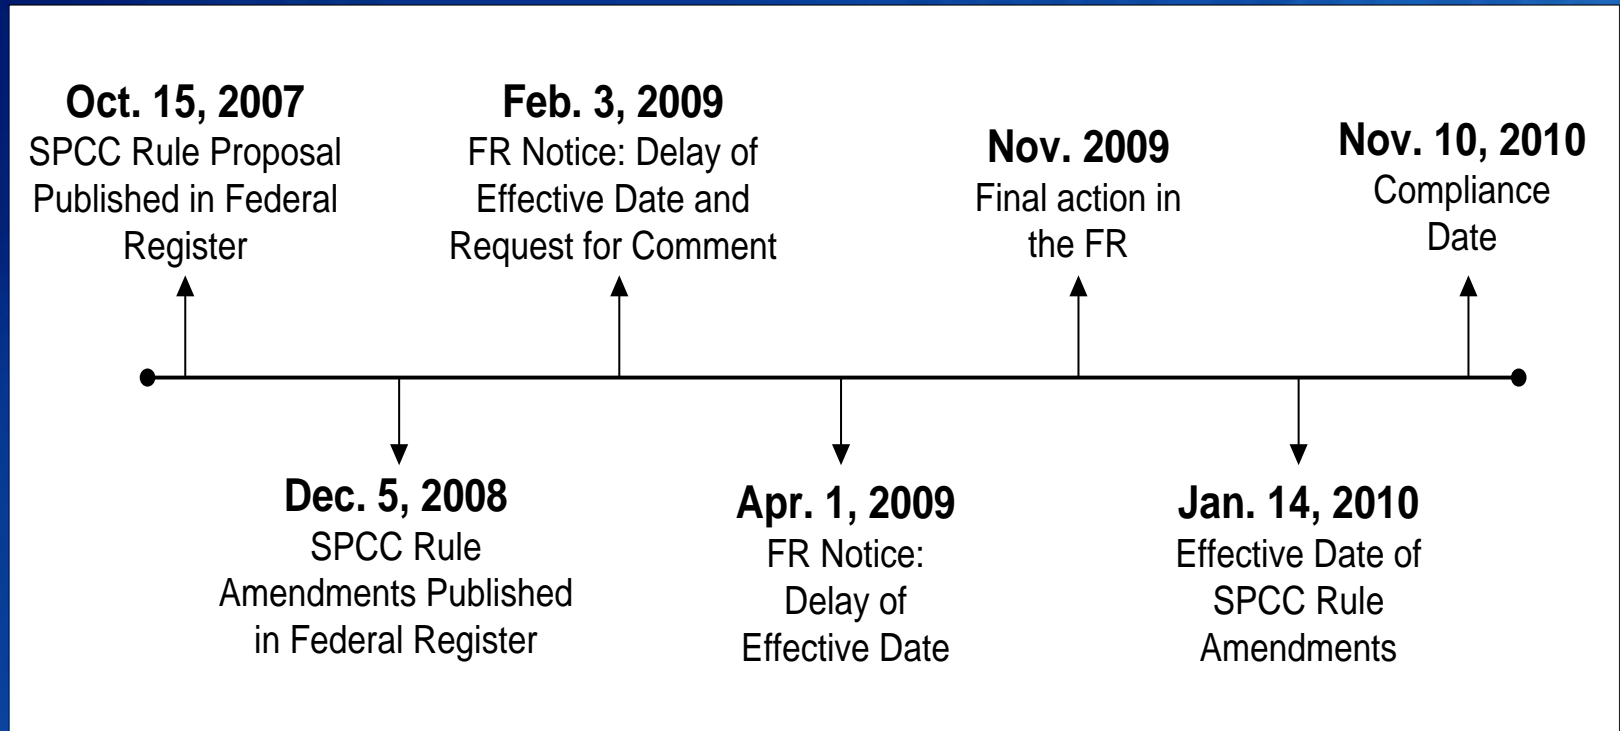 Oct. 15, 2007
SPCC Rule Proposal
Published in Federal
Register
Dec. 5, 2008
SPCC Rule
Amendments Published
in Federal Register
Feb. 3, 2009
FR Notice: Delay of
Effective Date and
Request for Comment
Apr. 1, 2009
FR Notice:
Delay of
Effective Date
Nov. 2009
Final action in
the FR
Jan. 14, 2010
Effective Date of
SPCC Rule
Amendments
Nov. 10, 2010
Compliance
Date